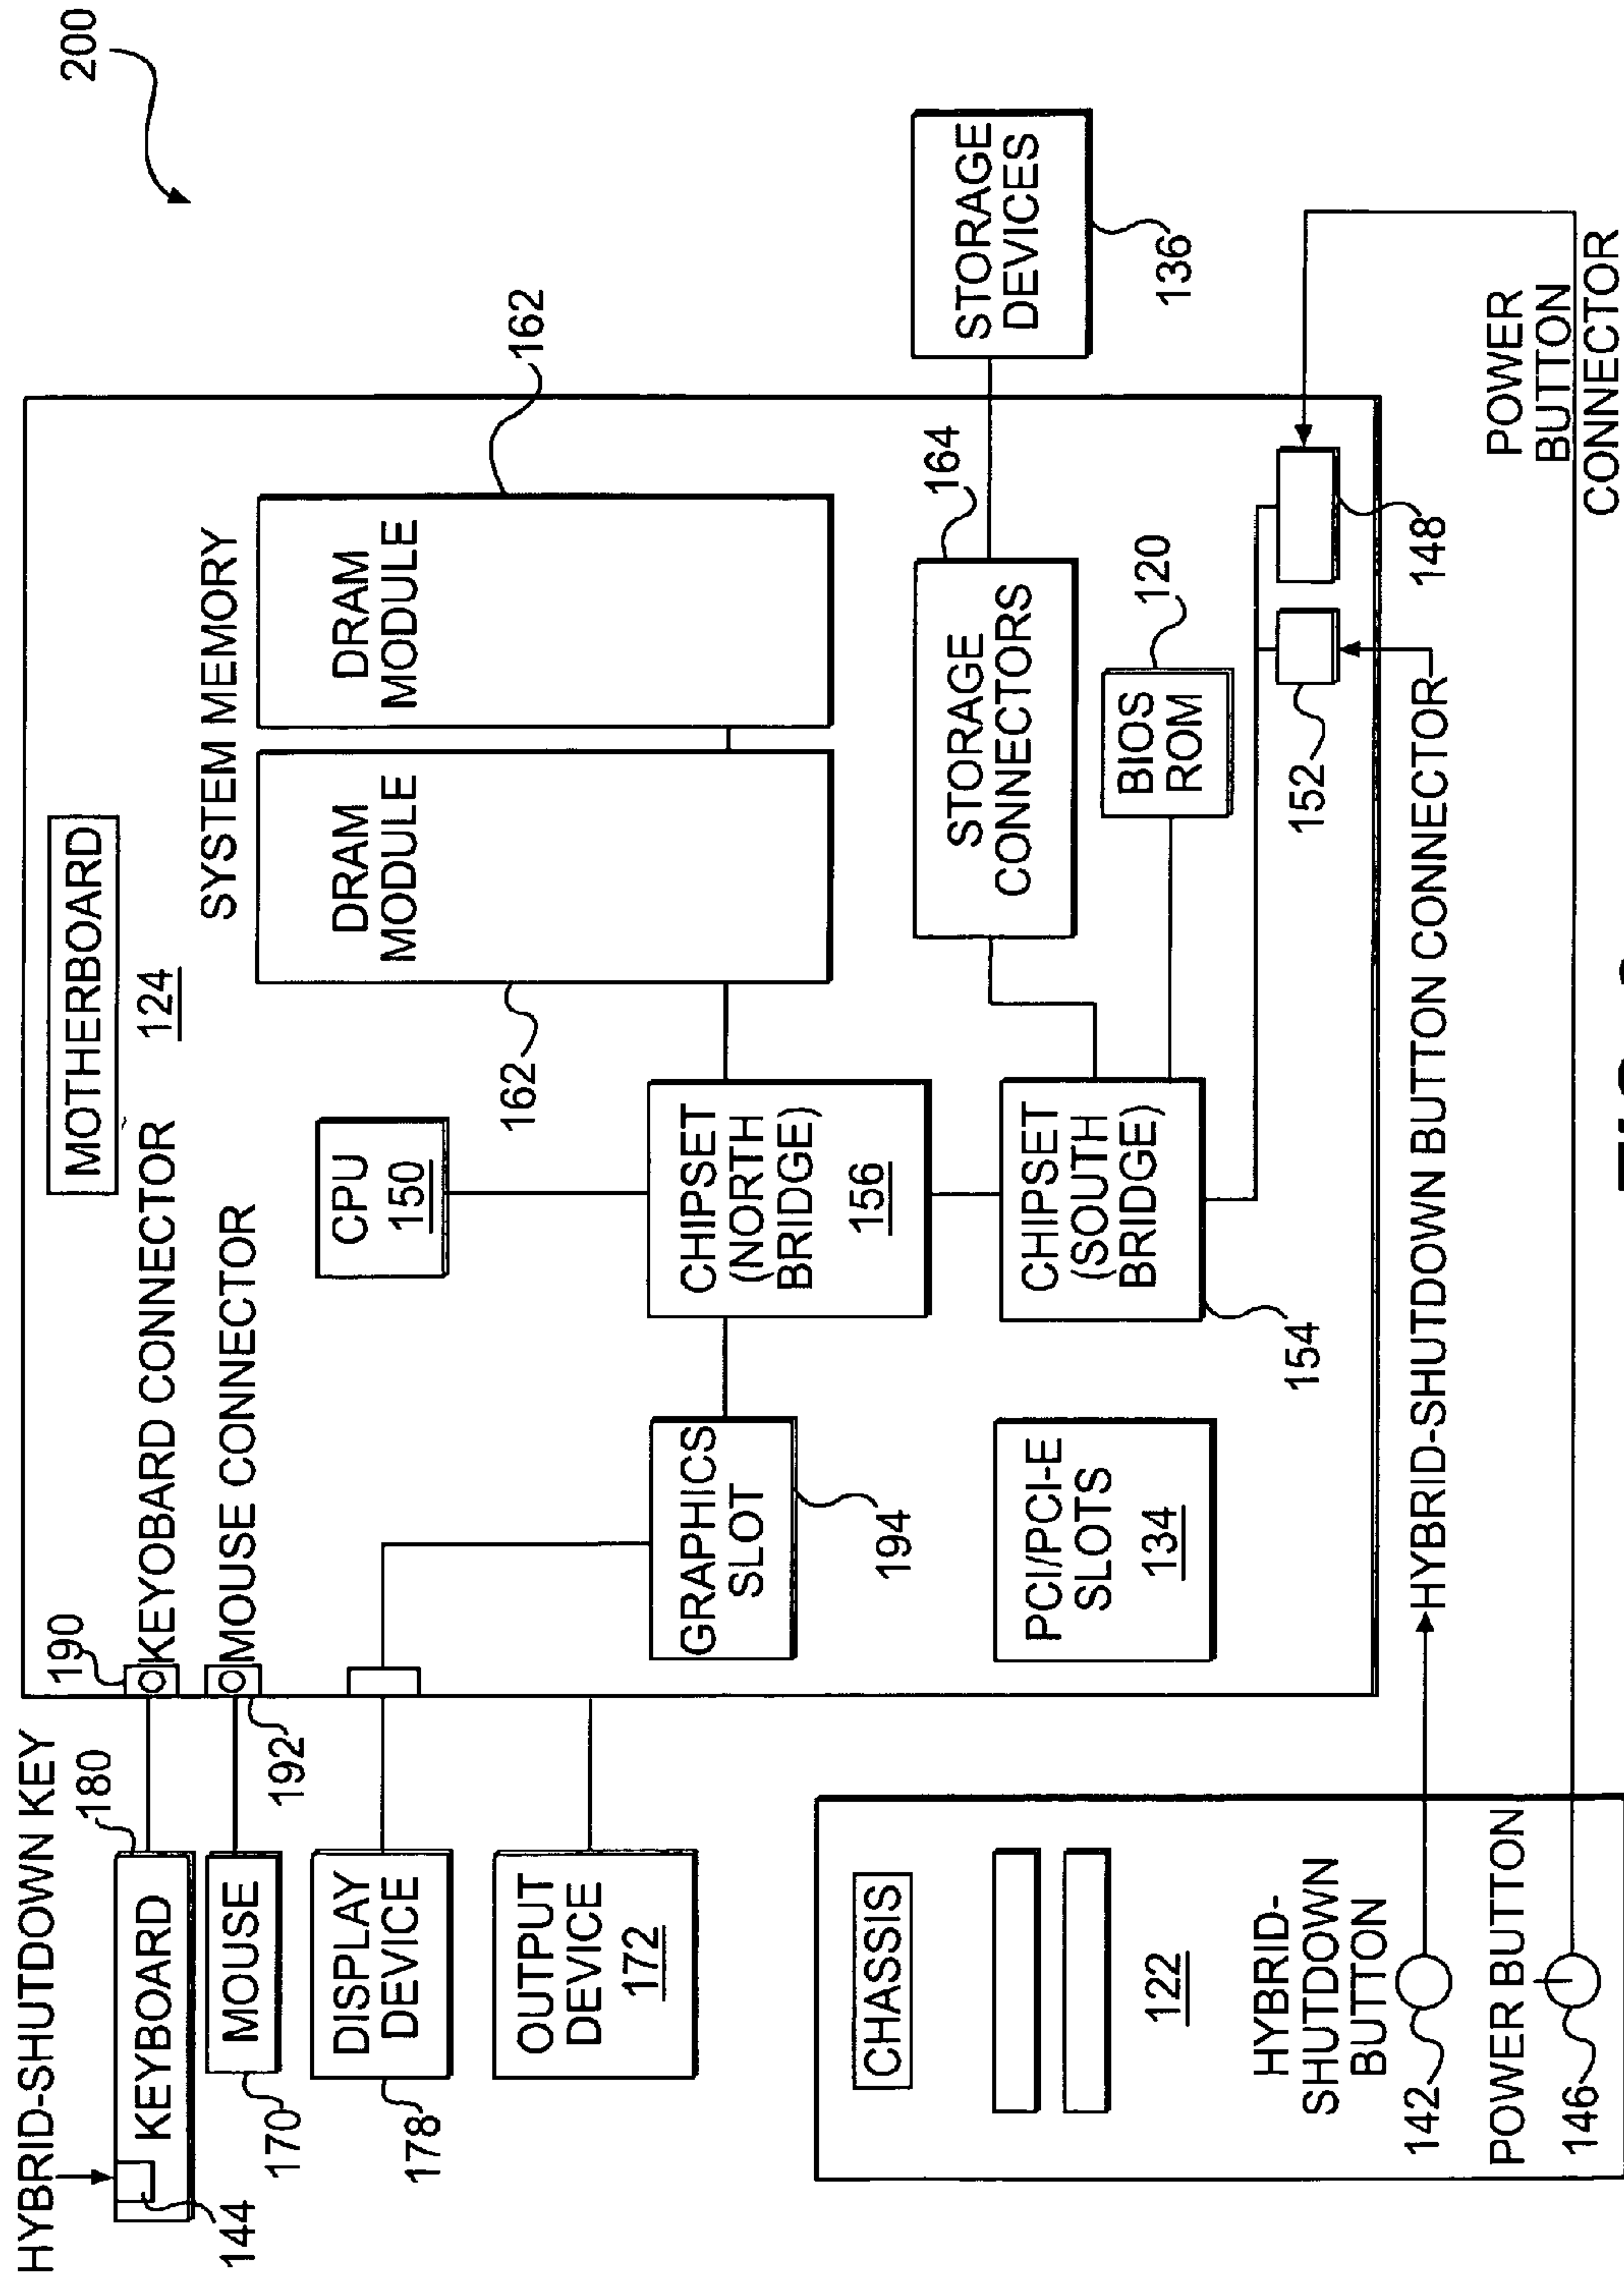 200
HYBRID-SHUTDOWN KEY
180
KEYBOARD
144
MOUSE
170
DISPLAY
DEVICE
178
OUTPUT
DEVICE
172
190
KEYOBARD CONNECTOR
MOUSE CONNECTOR
192
MOTHERBOARD
124
SYSTEM MEMORY
DRAM
MODULE
162
DRAM
MODULE
162
CPU
150
CHIPSET
(NORTH
BRIDGE)
156
GRAPHICS
SLOT
194
PCI/PCI-E
SLOTS
134
CHIPSET
(SOUTH
BRIDGE)
154
STORAGE
CONNECTORS
164
STORAGE
DEVICES
136
BIOS
ROM
120
152
148
CHASSIS
122
HYBRID-
SHUTDOWN
BUTTON
142
HYBRID-SHUTDOWN BUTTON CONNECTOR
POWER BUTTON
146
POWER
BUTTON
CONNECTOR